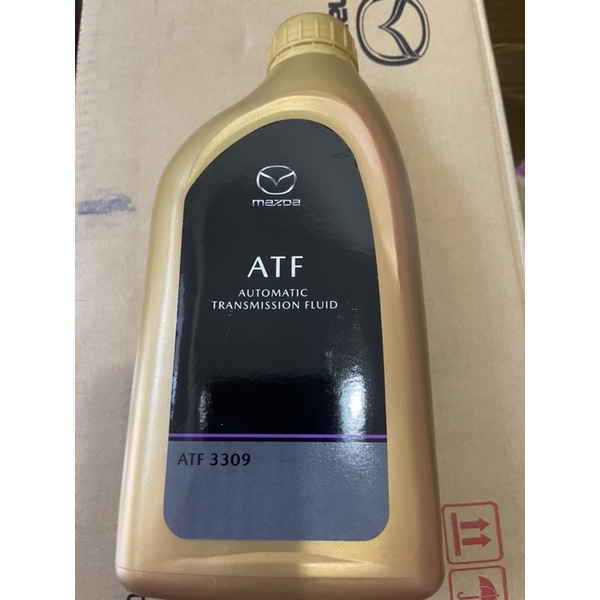 mazda
ATF
AUTOMATIC
TRANSMISSION FLUID
ATF 3309